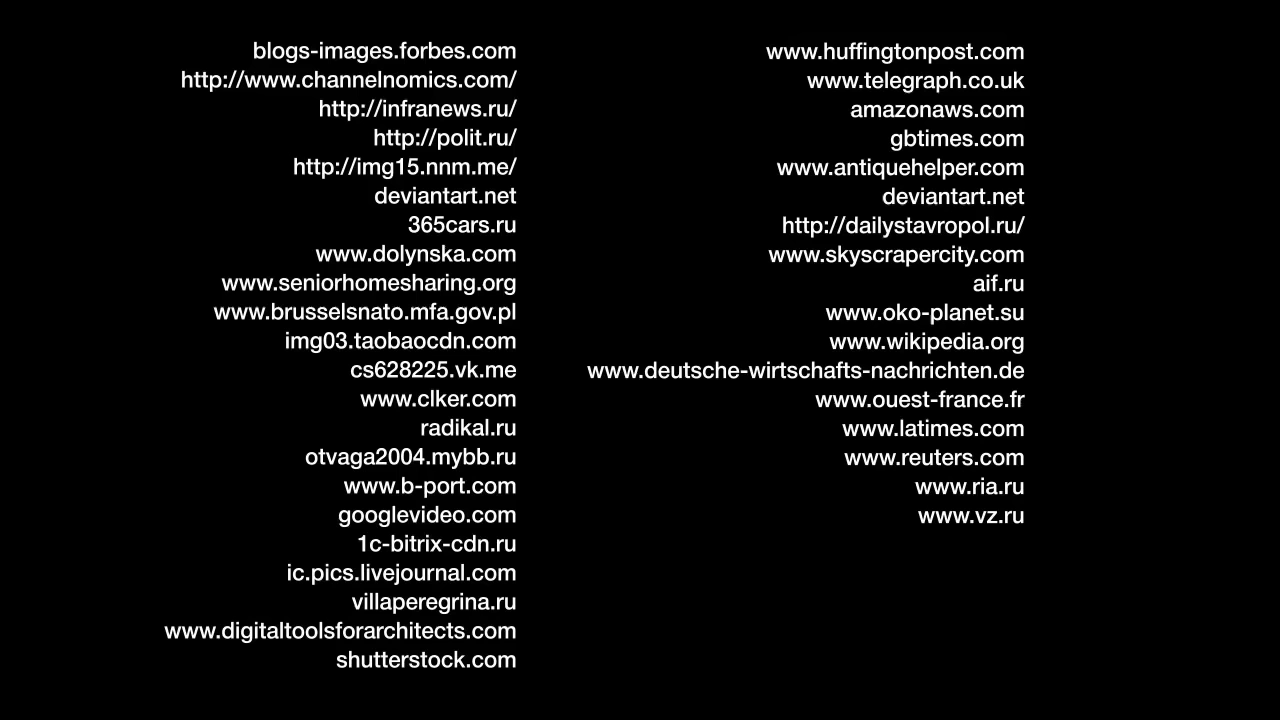 blogs-images.forbes.com
http://www.channelnomics.com/
http://infranews.ru/
http://polit.ru/
http://img15.nnm.me/
deviantart.net
365cars.ru
www.dolynska.com
www.seniorhomesharing.org
www.brusselsnato.mfa.gov.pl
img03.taobaocdn.com
cs628225.vk.me
www.clker.com
radikal.ru
otvaga2004.mybb.ru
www.b-port.com
googlevideo.com
1c-bitrix-cdn.ru
ic.pics.livejournal.com
villaperegrina.ru
www.digitaltoolsforarchitects.com
shutterstock.com
www.huffingtonpost.com
www.telegraph.co.uk
amazonaws.com
gbtimes.com
www.antiquehelper.com
deviantart.net
http://dailystavropol.ru/
www.skyscrapercity.com
aif.ru
www.oko-planet.su
www.wikipedia.org
www.deutsche-wirtschafts-nachrichten.de
www.ouest-france.fr
www.latimes.com
www.reuters.com
www.ria.ru
www.vz.ru